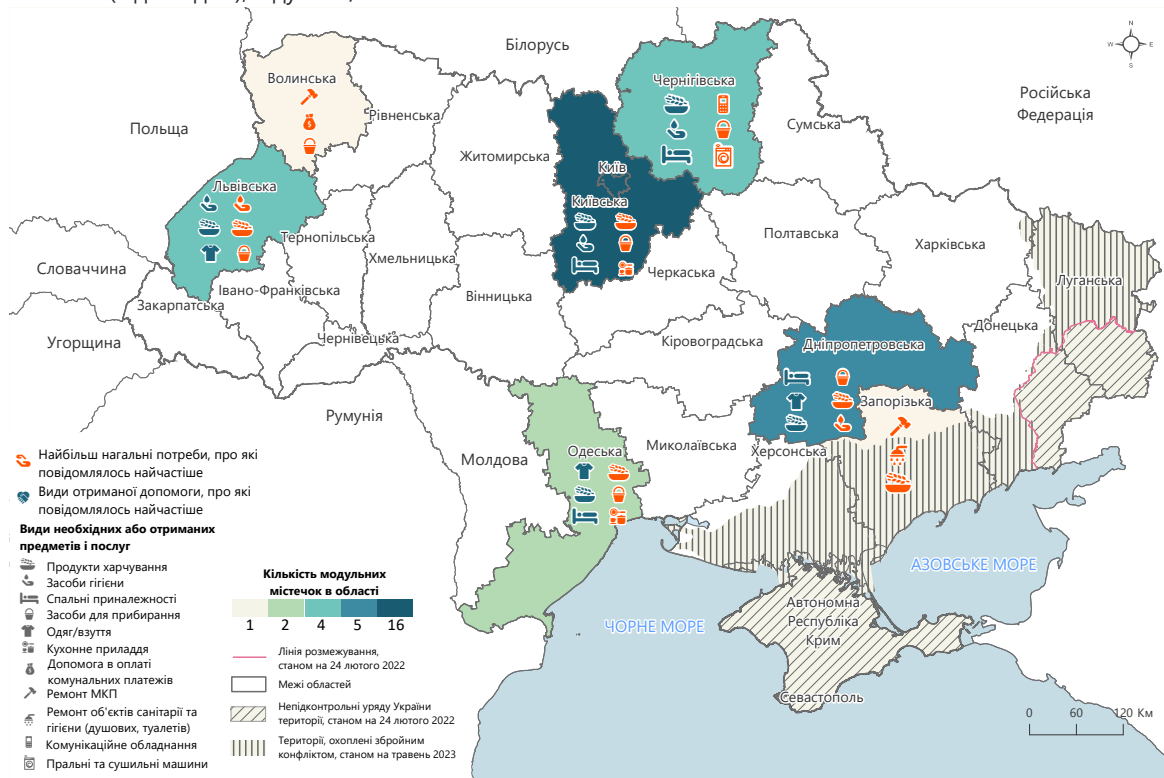 Білорусь
N
W
E
S
Волинська
Чернігівська
Російська
Федерація
Рівненська
Сумська
Польща
Житомирська
Київ
Львівська
Київська
Тернопільська
Полтавська
Харківська
Хмельницька
Словаччина
Черкаська
Луганська
Івано-Франківська
Вінницька
Закарпатська
Донецька
Чернівецька
Кіровоградська
Угорщина
Дніпропетровська
Румунія
Запорізька
Миколаївська
Молдова
Одеська
Херсонська
Найбільш нагальні потреби, про які
повідомлялось найчастіше
Види отриманої допомоги, про які
повідомлялось найчастіше
Види необхідних або отриманих
предметів і послуг
Продукти харчування
Засоби гігієни
Спальні приналежності
Засоби для прибирання
Одяг/взуття
Кухонне приладдя
Допомога в оплаті
комунальних платежів
Ремонт МКП
Ремонт об'єктів санітарії та
гігієни (душових, туалетів)
Комунікаційне обладнання
Пральні та сушильні машини
Кількість модульних
містечок в області
1 2 4 5 16
Лінія розмежування,
станом на 24 лютого 2022
Межі областей
Непідконтрольні уряду України
території, станом на 24 лютого 2022
Території, охоплені збройним
конфліктом, станом на травень 2023
АЗОВСЬКЕ МОРЕ
ЧОРНЕ МОРЕ
Автономна
Республіка
Крим
Севастополь
0 60 120 Км